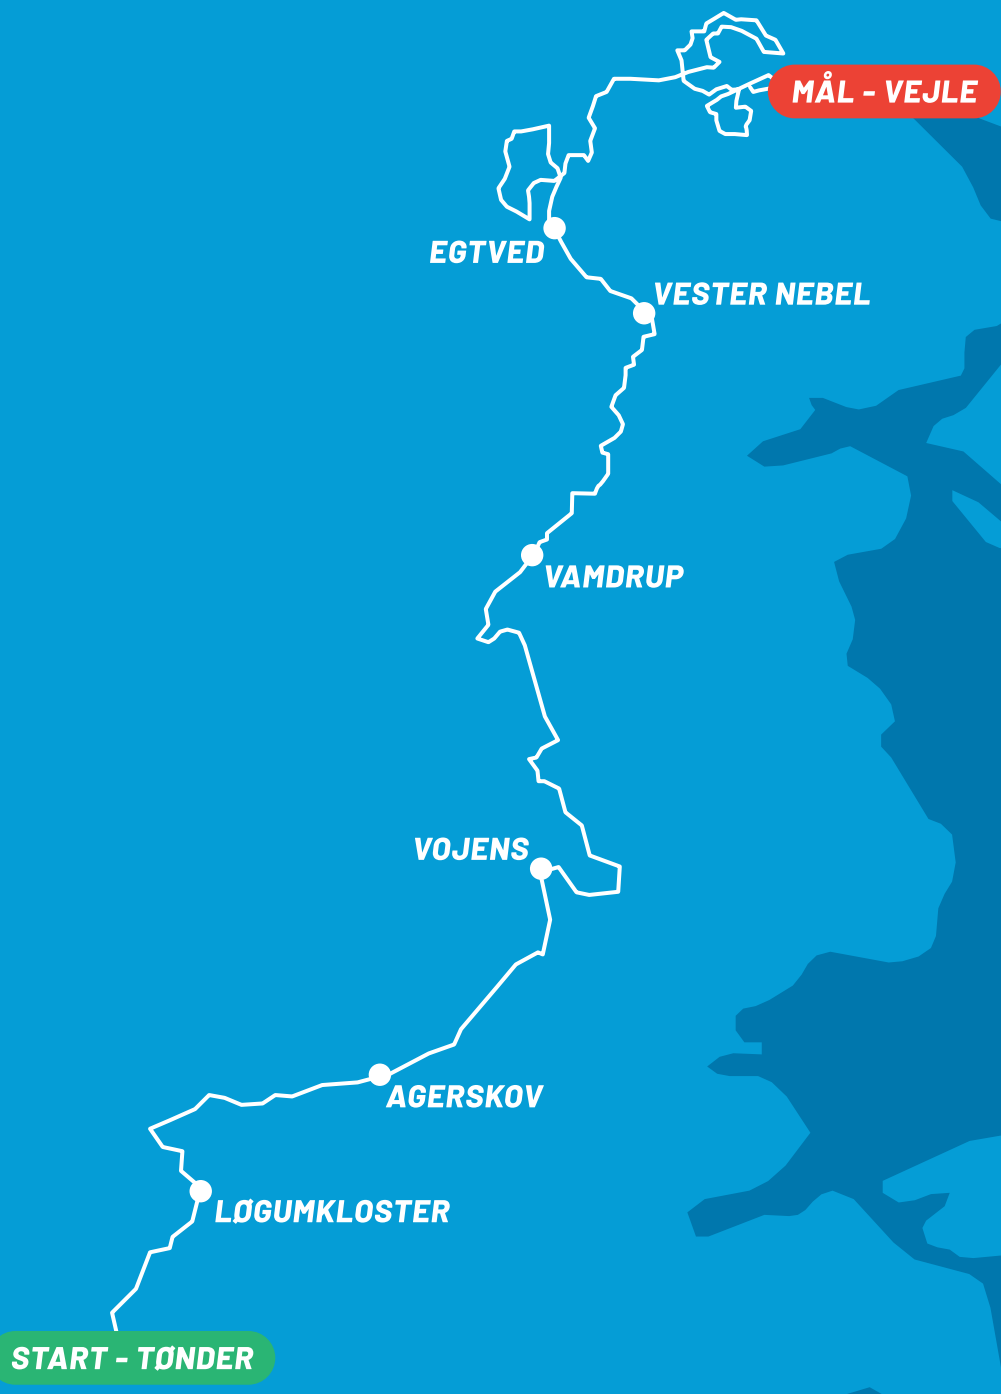 MÅL - VEJLE
EGTVED
VESTER NEBEL
VAMDRUP
VOJENS
AGERSKOV
LØGUMKLOSTER
START - TØNDER